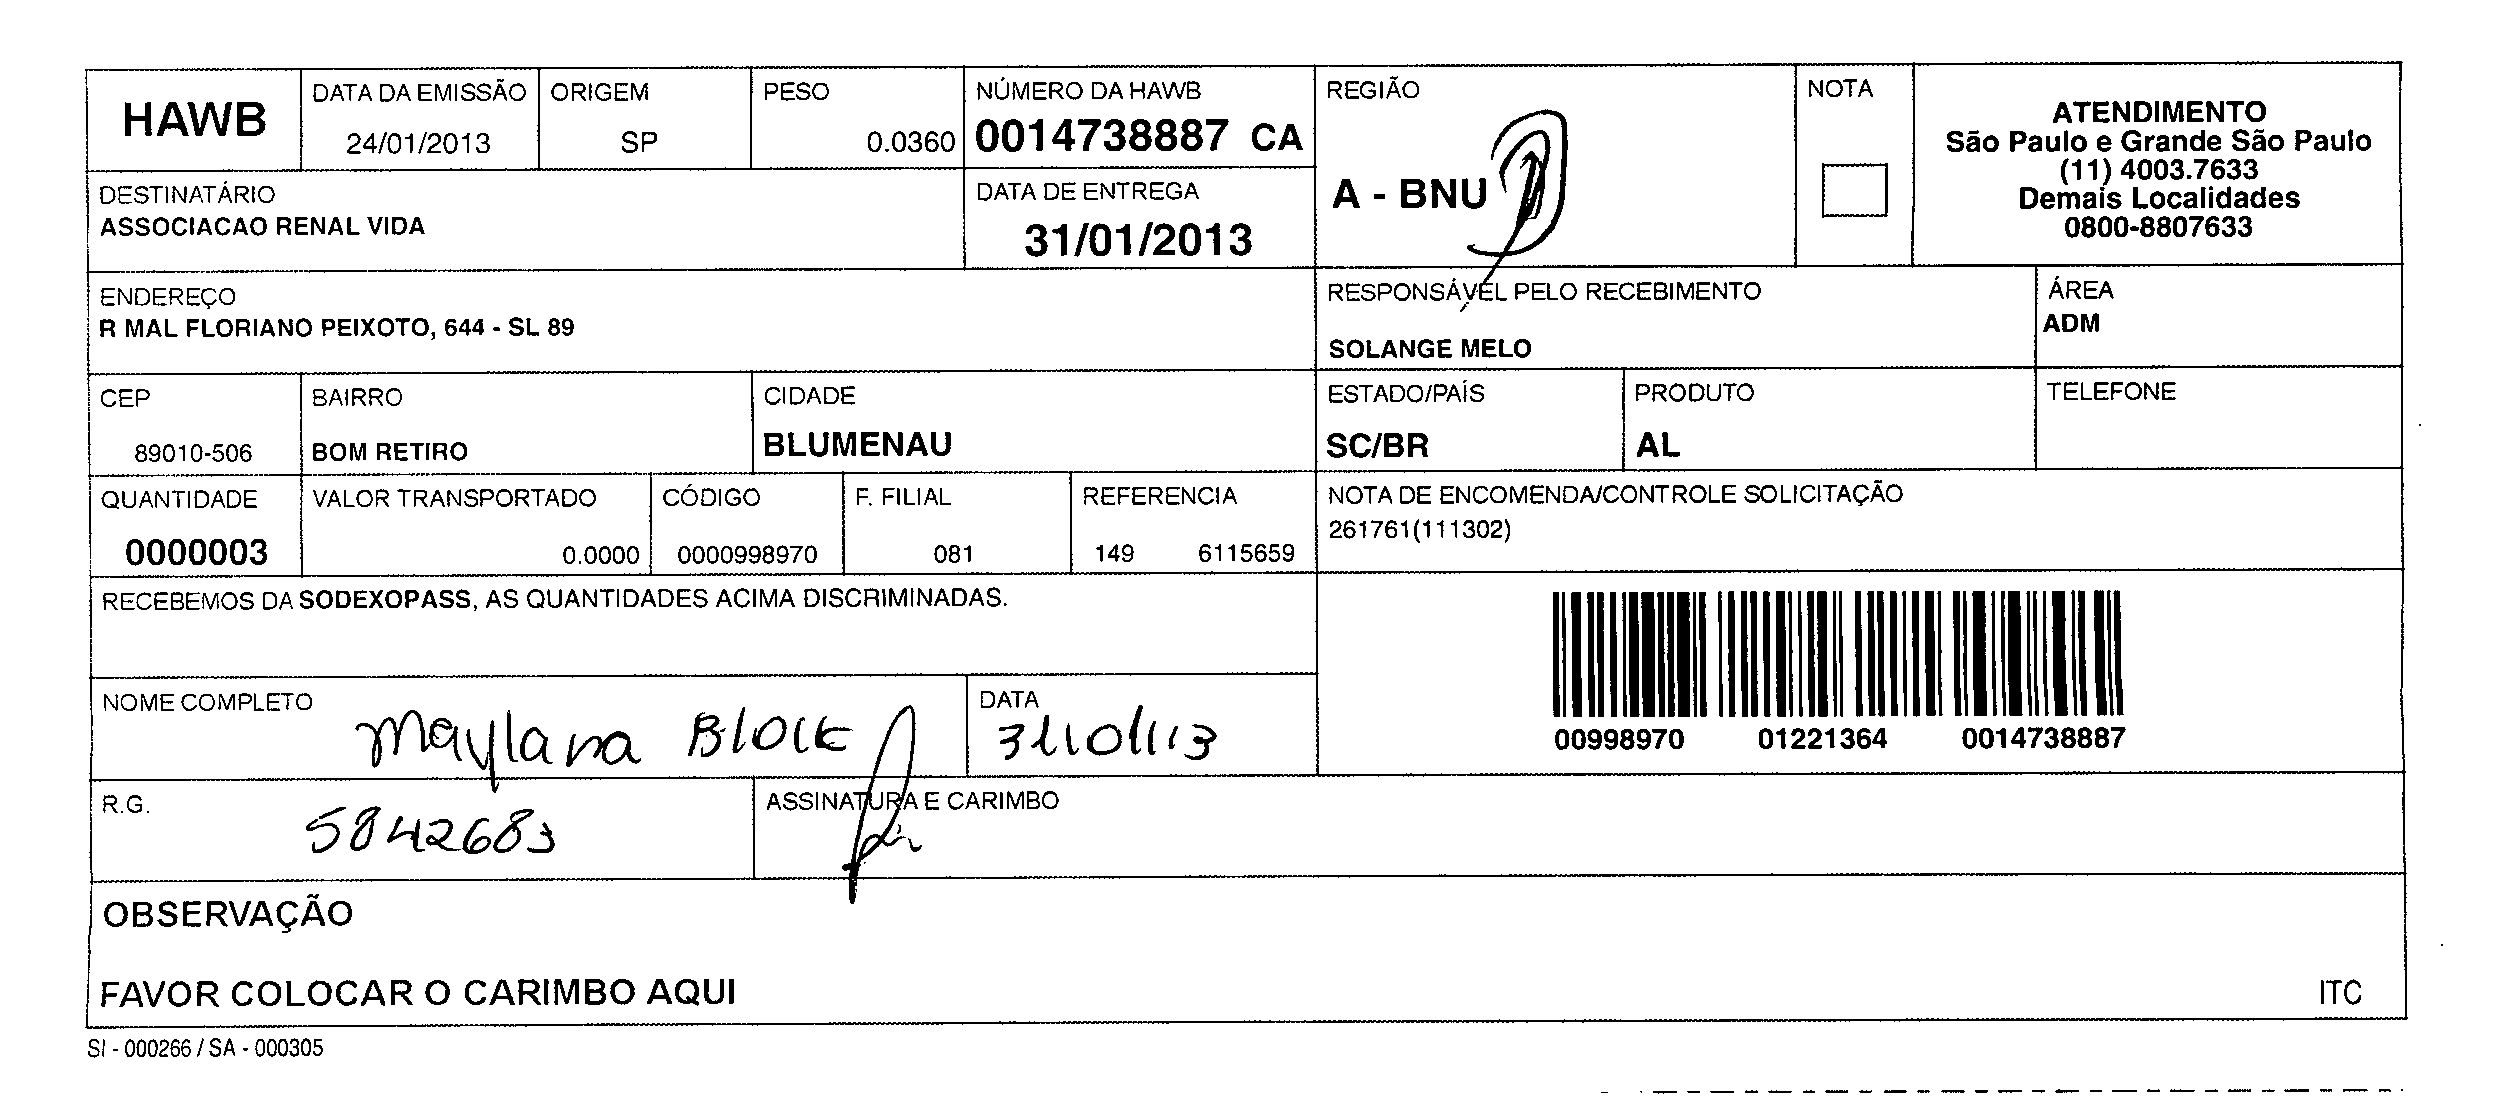 HAWB
DATA DA EMISSÃO
24/01/2013
ORIGEM
SP
PESO
0.0360
NÚMERO DA HAWB
0014738887 CA
REGIÃO
A - BNU
NOTA
ATENDIMENTO
São Paulo e Grande São Paulo
(11) 4003.7633
Demais Localidades
0800-8807633
DESTINATÁRIO
ASSOCIACAO RENAL VIDA
DATA DE ENTREGA
31/01/2013
ENDEREÇO
R MAL FLORIANO PEIXOTO, 644 - SL 89
RESPONSÁVEL PELO RECEBIMENTO
SOLANGE MELO
ÁREA
ADM
CEP
89010-506
BAIRRO
BOM RETIRO
CIDADE
BLUMENAU
ESTADO/PAÍS
SC/BR
PRODUTO
AL
TELEFONE
QUANTIDADE
0000003
VALOR TRANSPORTADO
0.0000
CÓDIGO
0000998970
F. FILIAL
081
REFERENCIA
149 6115659
NOTA DE ENCOMENDA/CONTROLE SOLICITAÇÃO
261761(111302)
RECEBEMOS DA SODEXOPASS, AS QUANTIDADES ACIMA DISCRIMINADAS.
00998970 01221364 0014738887
NOME COMPLETO
Maylana
DATA
31/01/13
R.G.
5842683
ASSINATURA E CARIMBO
OBSERVAÇÃO
FAVOR COLOCAR O CARIMBO AQUI
ITC
SI - 000266 / SA - 000305